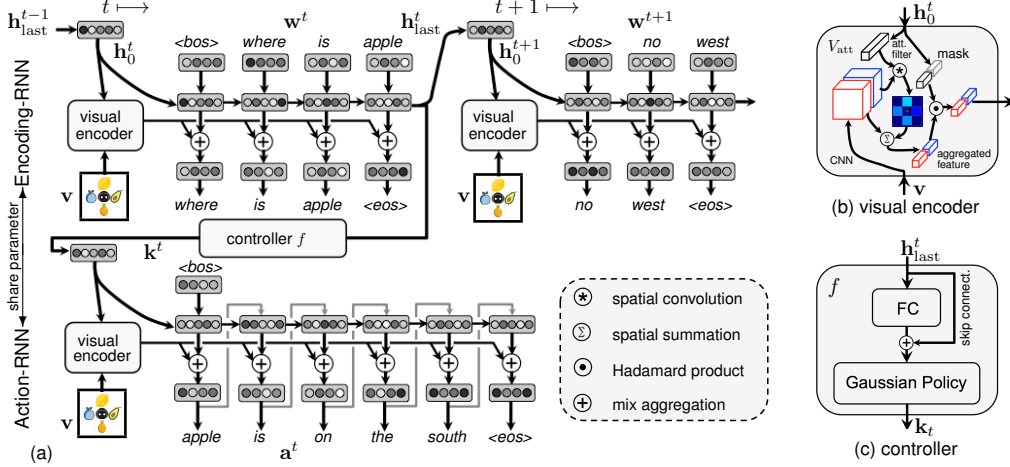 h_last^{t-1} t ⟼ w^t h_last^t t+1 ⟼ w^{t+1}
h_0^t <bos> where is apple h_0^{t+1} <bos> no west
Encoding-RNN
visual encoder
visual encoder
v
v
where is apple <eos> no west <eos>
share parameter
k^t
controller f
Action-RNN
<bos>
visual encoder
v
apple is on the south <eos>
(a)
a^t
* spatial convolution
Σ spatial summation
Hadamard product
+ mix aggregation
h_0^t
V_att
att. filter
mask
*
Σ
CNN
aggregated feature
v
(b) visual encoder
h_last^t
f
FC
skip connect.
+
Gaussian Policy
k_t
(c) controller